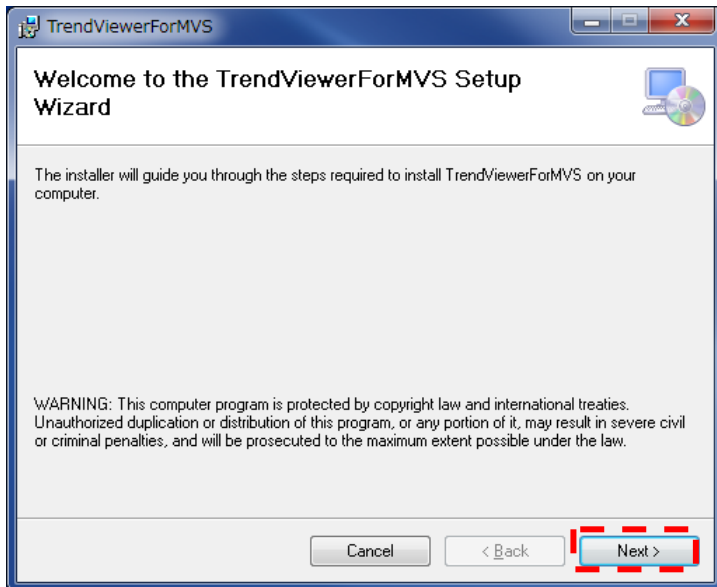 TrendViewerForMVS
Welcome to the TrendViewerForMVS Setup
Wizard
The installer will guide you through the steps required to install TrendViewerForMVS on your
computer.
WARNING: This computer program is protected by copyright law and international treaties.
Unauthorized duplication or distribution of this program, or any portion of it, may result in severe civil
or criminal penalties, and will be prosecuted to the maximum extent possible under the law.
Cancel < Back Next >